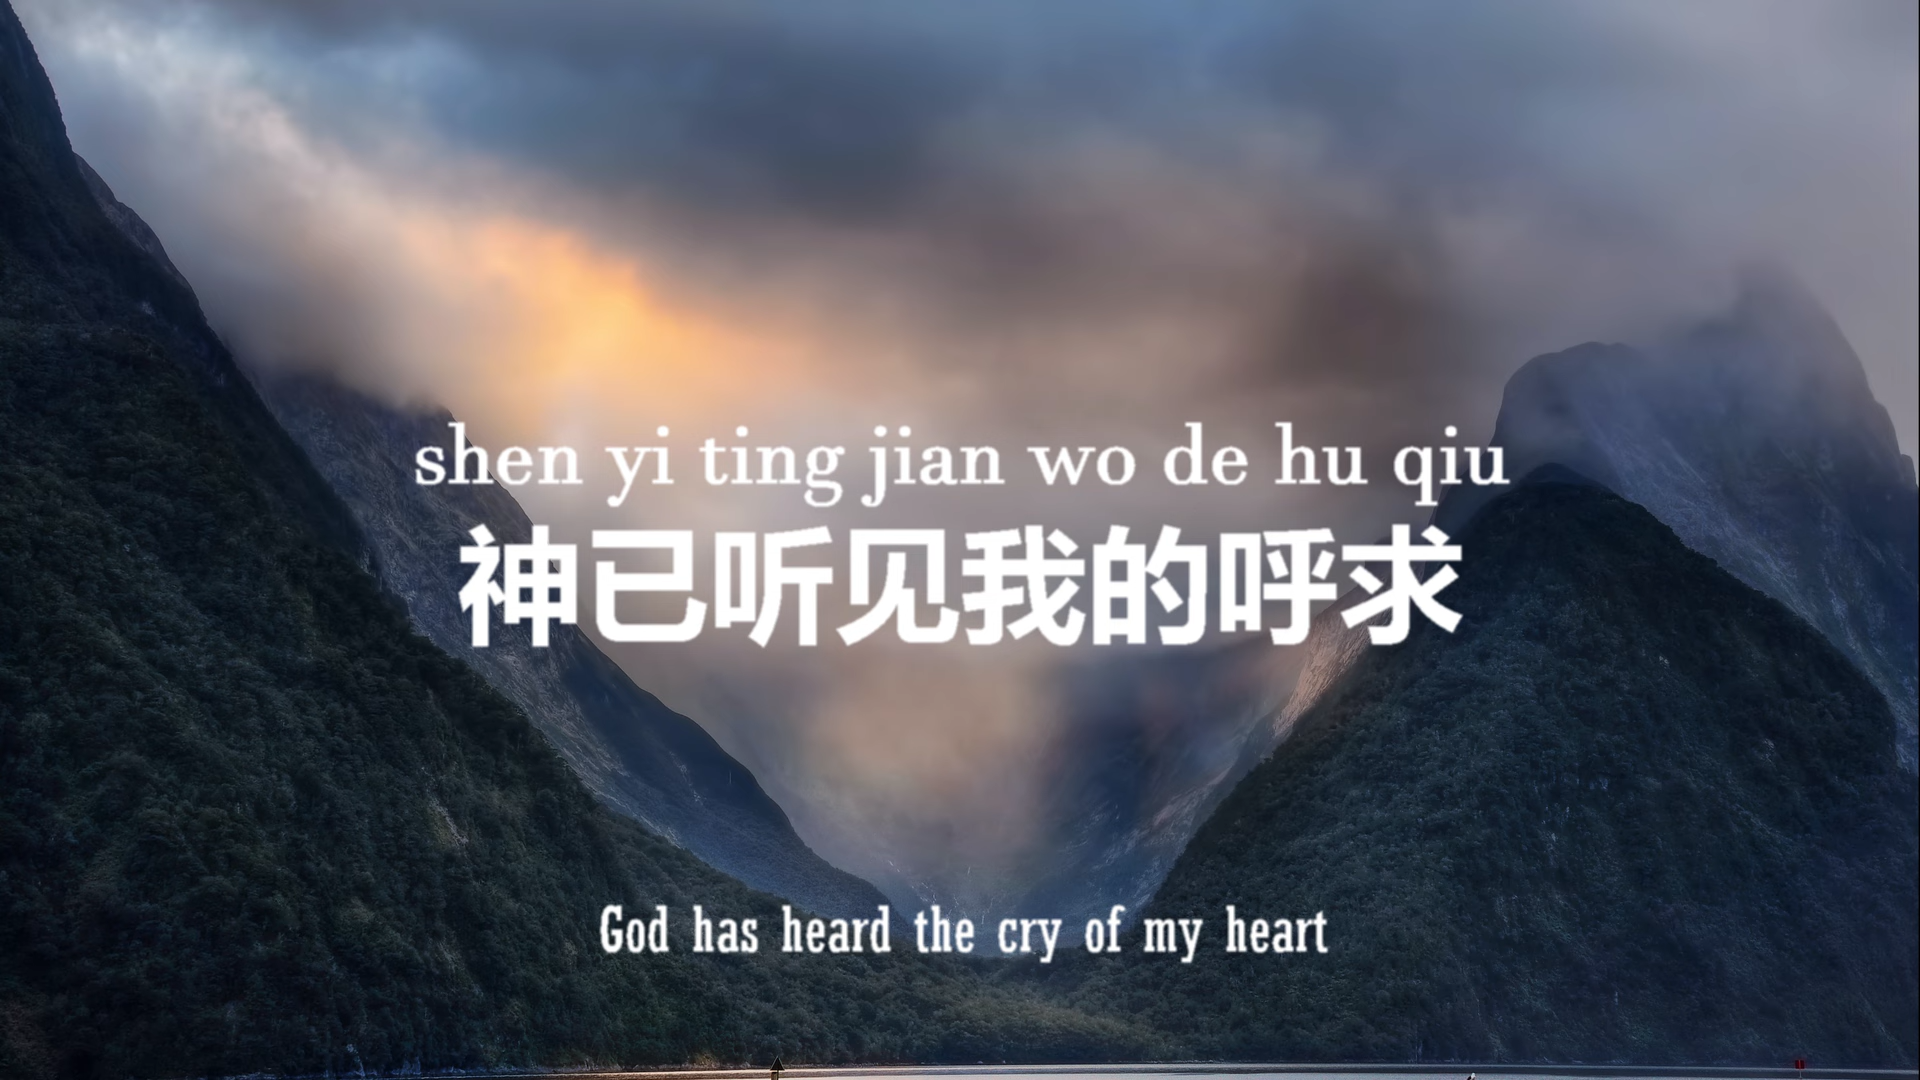 shen yi ting jian wo de hu qiu
神已听见我的呼求
God has heard the cry of my heart